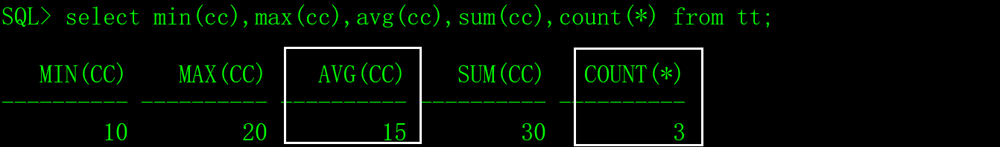 SQL> select min(cc),max(cc),avg(cc),sum(cc),count(*) from tt;
MIN(CC) MAX(CC) AVG(CC) SUM(CC) COUNT(*)
---------- ---------- ---------- ---------- ----------
10 20 15 30 3